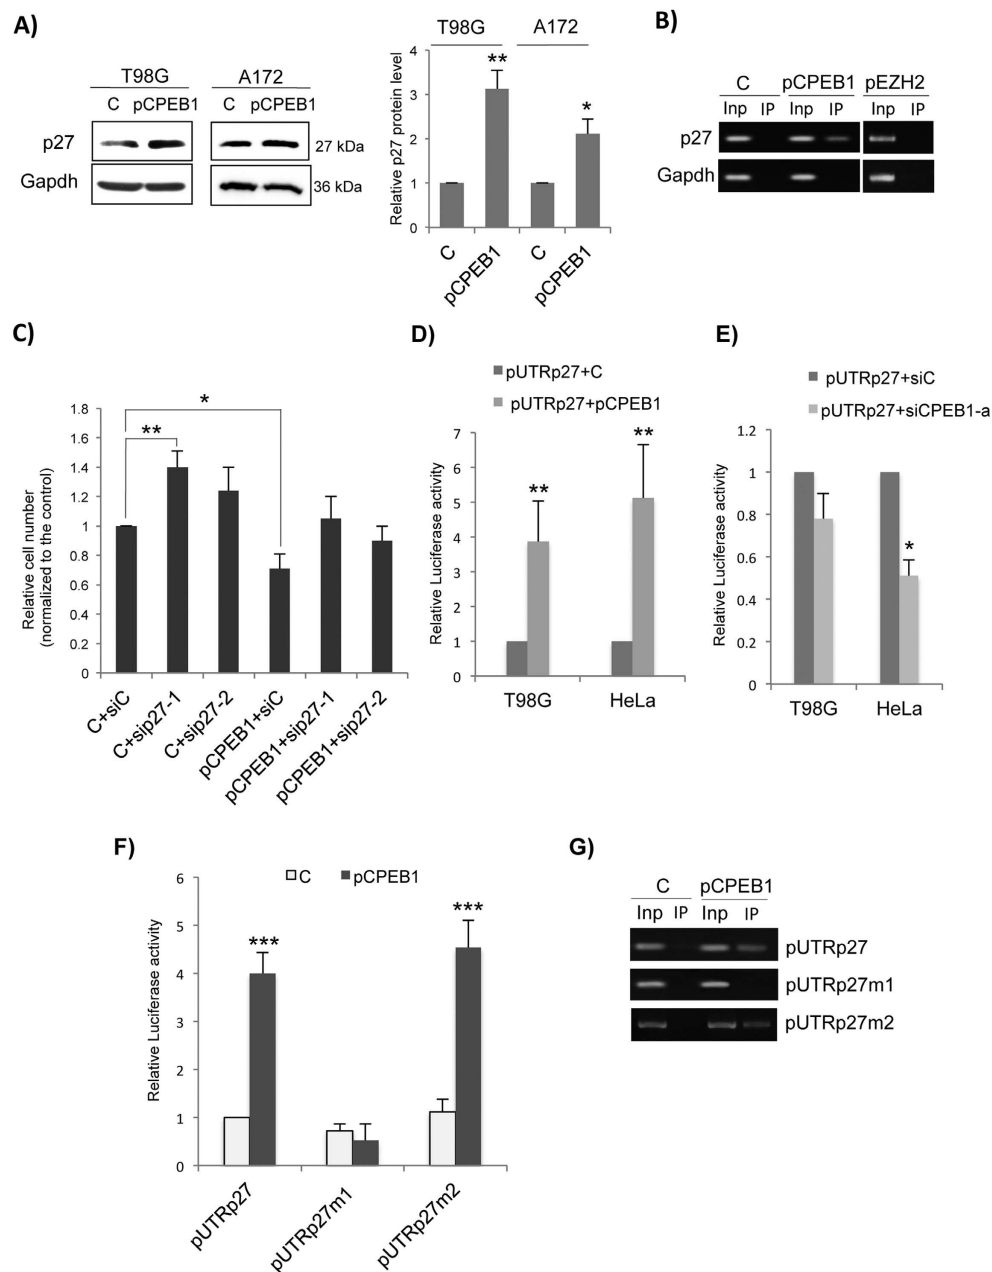 A)
T98G A172
C pCPEB1 C pCPEB1
p27
27 kDa
Gapdh
36 kDa
T98G A172
Relative p27 protein level
4
3
2
1
0
**
*
C
pCPEB1
C
pCPEB1
B)
C pCPEB1 pEZH2
Inp IP Inp IP Inp IP
p27
Gapdh
C)
Relative cell number
(normalized to the control)
1.8
1.6
1.4
1.2
1
0.8
0.6
0.4
0.2
0
*
**
C+siC
C+sip27-1
C+sip27-2
pCPEB1+siC
pCPEB1+sip27-1
pCPEB1+sip27-2
D)
pUTRp27+C
pUTRp27+pCPEB1
Relative Luciferase activity
7
6
5
4
3
2
1
0
**
**
T98G HeLa
E)
pUTRp27+siC
pUTRp27+siCPEB1-a
Relative Luciferase activity
1.2
1
0.8
0.6
0.4
0.2
0
*
T98G HeLa
F)
C pCPEB1
Relative Luciferase activity
6
5
4
3
2
1
0
***
***
pUTRp27
pUTRp27m1
pUTRp27m2
G)
C pCPEB1
Inp IP Inp IP
pUTRp27
pUTRp27m1
pUTRp27m2